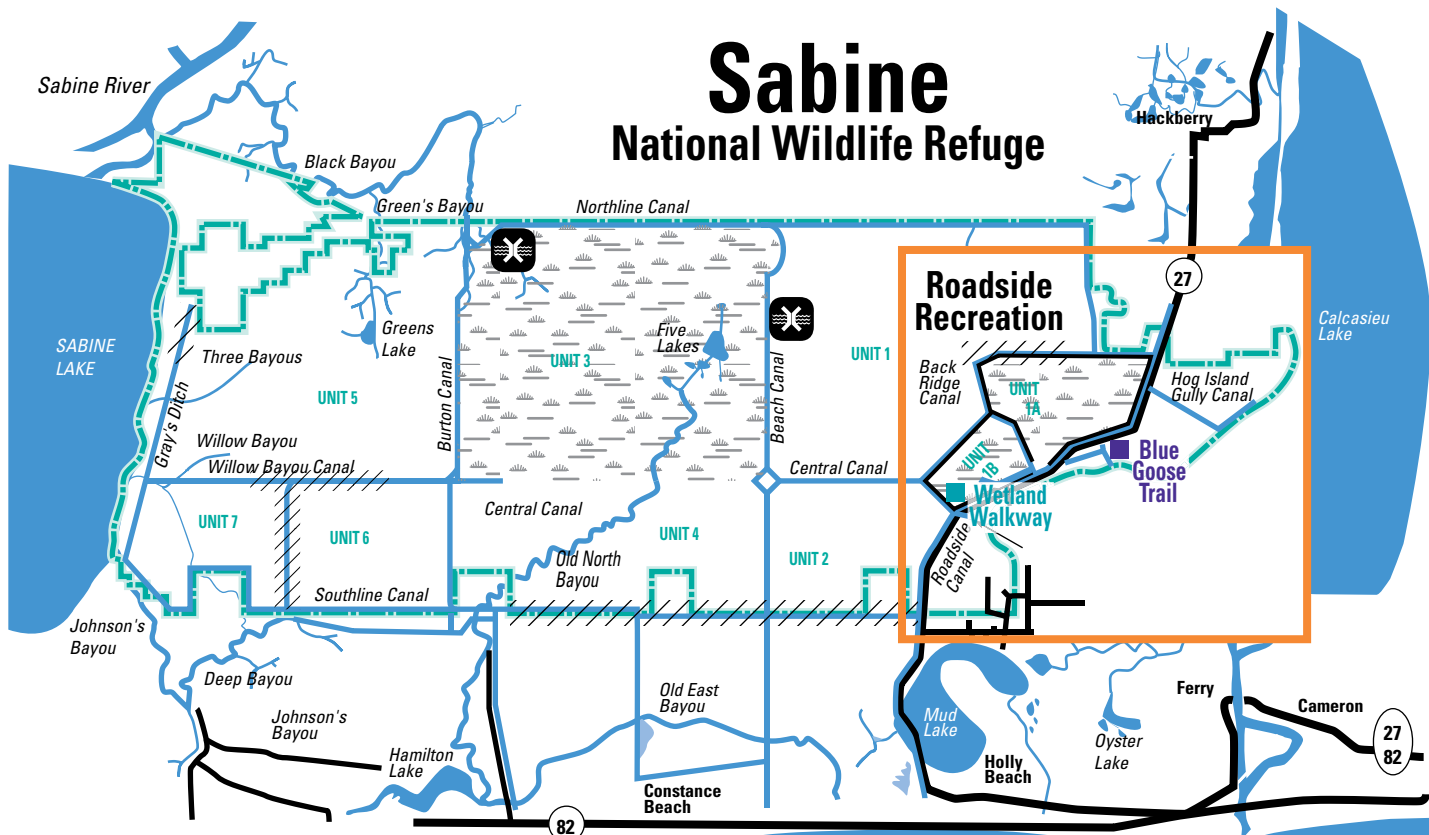 Sabine
National Wildlife Refuge
Sabine River
Hackberry
Black Bayou
Green's Bayou
Northline Canal
27
Roadside
Recreation
Calcasieu
Lake
SABINE
LAKE
Greens
Lake
Five
Lakes
Three Bayous
UNIT 3
UNIT 1
Back
Ridge
Canal
UNIT
1A
Hog Island
Gully Canal
UNIT 5
Gray's Ditch
Burton Canal
Beach Canal
Willow Bayou
Willow Bayou Canal
Central Canal
UNIT
1B
Blue
Goose
Trail
Wetland
Walkway
Central Canal
UNIT 7
UNIT 6
UNIT 4
UNIT 2
Old North
Bayou
Roadside
Canal
Southline Canal
Johnson's
Bayou
Deep Bayou
Johnson's
Bayou
Hamilton
Lake
Old East
Bayou
Constance
Beach
Mud
Lake
Holly
Beach
Oyster
Lake
Ferry
Cameron
27
82
82